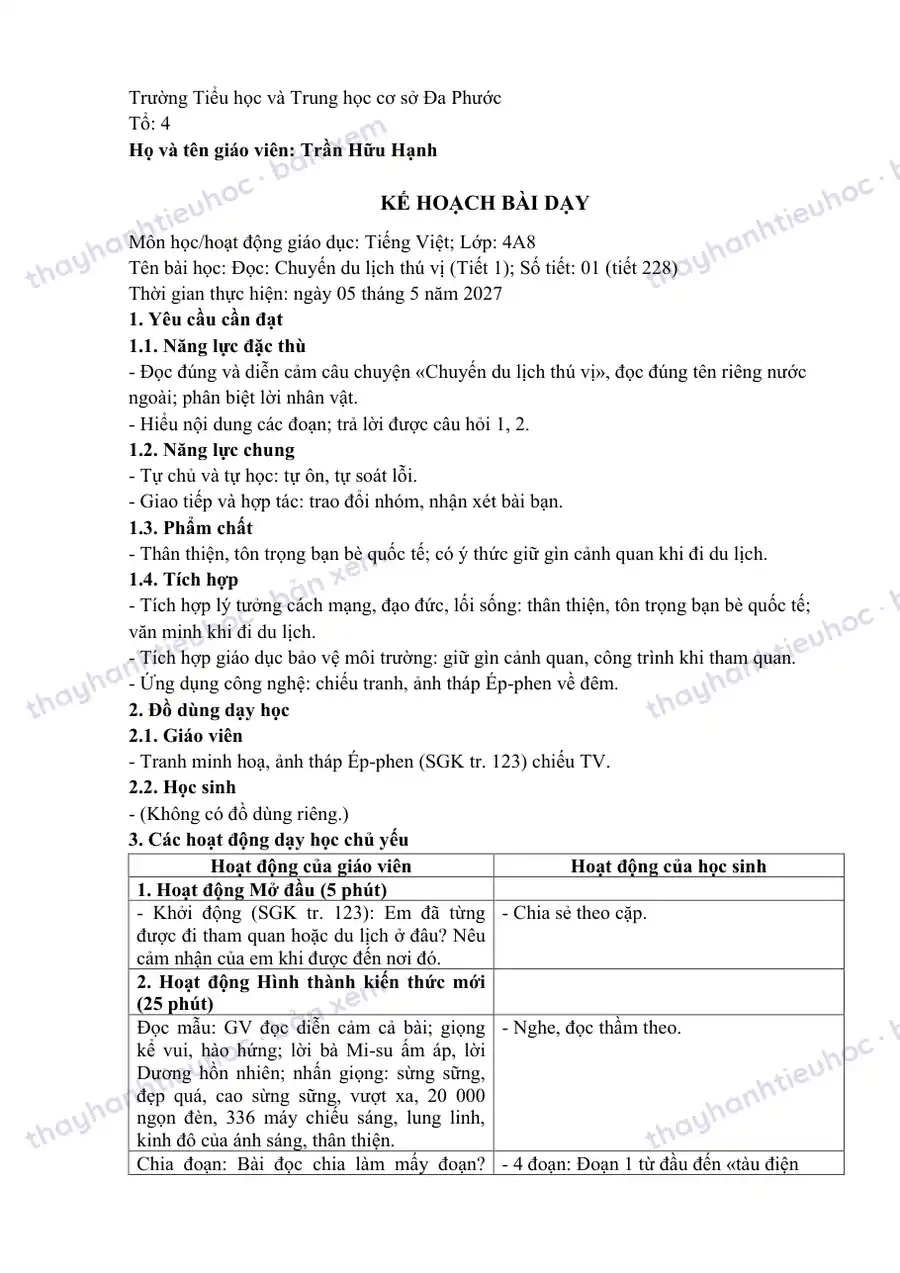 Trường Tiểu học và Trung học cơ sở Đa Phước
Tổ: 4
Họ và tên giáo viên: Trần Hữu Hạnh
KẾ HOẠCH BÀI DẠY
Môn học/hoạt động giáo dục: Tiếng Việt; Lớp: 4A8
Tên bài học: Đọc: Chuyến du lịch thú vị (Tiết 1); Số tiết: 01 (tiết 228)
Thời gian thực hiện: ngày 05 tháng 5 năm 2027
1. Yêu cầu cần đạt
1.1. Năng lực đặc thù
- Đọc đúng và diễn cảm câu chuyện «Chuyến du lịch thú vị», đọc đúng tên riêng nước
ngoài; phân biệt lời nhân vật.
- Hiểu nội dung các đoạn; trả lời được câu hỏi 1, 2.
1.2. Năng lực chung
- Tự chủ và tự học: tự ôn, tự soát lỗi.
- Giao tiếp và hợp tác: trao đổi nhóm, nhận xét bài bạn.
1.3. Phẩm chất
- Thân thiện, tôn trọng bạn bè quốc tế; có ý thức giữ gìn cảnh quan khi đi du lịch.
1.4. Tích hợp
- Tích hợp lý tưởng cách mạng, đạo đức, lối sống: thân thiện, tôn trọng bạn bè quốc tế;
văn minh khi đi du lịch.
- Tích hợp giáo dục bảo vệ môi trường: giữ gìn cảnh quan, công trình khi tham quan.
- Ứng dụng công nghệ: chiếu tranh, ảnh tháp Ép-phen về đêm.
2. Đồ dùng dạy học
2.1. Giáo viên
- Tranh minh hoạ, ảnh tháp Ép-phen (SGK tr. 123) chiếu TV.
2.2. Học sinh
- (Không có đồ dùng riêng.)
3. Các hoạt động dạy học chủ yếu
Hoạt động của giáo viên
Hoạt động của học sinh
1. Hoạt động Mở đầu (5 phút)
- Khởi động (SGK tr. 123): Em đã từng
được đi tham quan hoặc du lịch ở đâu? Nêu
cảm nhận của em khi được đến nơi đó.
- Chia sẻ theo cặp.
2. Hoạt động Hình thành kiến thức mới
(25 phút)
Đọc mẫu: GV đọc diễn cảm cả bài; giọng
kể vui, hào hứng; lời bà Mi-su ấm áp, lời
Dương hồn nhiên; nhấn giọng: sừng sững,
đẹp quá, cao sừng sững, vượt xa, 20 000
ngọn đèn, 336 máy chiếu sáng, lung linh,
kinh đô của ánh sáng, thân thiện.
- Nghe, đọc thầm theo.
Chia đoạn: Bài đọc chia làm mấy đoạn?
- 4 đoạn: Đoạn 1 từ đầu đến «tàu điện
thayhanhtieuhoc · bản xem
thayhanhtieuhoc · b
thayhanhtieuhoc · bản xem
thayhanhtieuhoc · b
thayhanhtieuhoc · bản xem
thayhanhtieuhoc · b